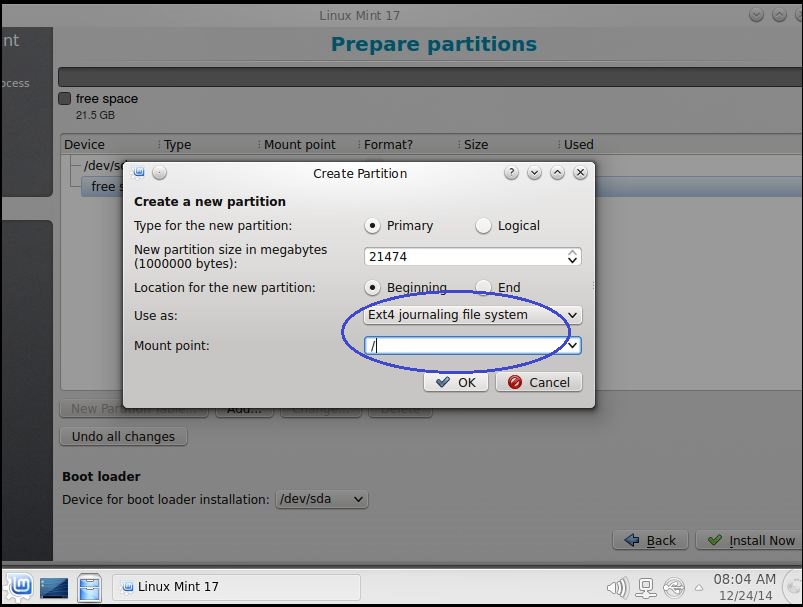 Linux Mint 17
nt
Prepare partitions
ocess
free space
21.5 GB
Device Type Mount point Format? Size Used
/dev/sd
free s
Create Partition
Create a new partition
Type for the new partition: Primary Logical
New partition size in megabytes
(1000000 bytes): 21474
Location for the new partition: Beginning End
Use as: Ext4 journaling file system
Mount point: /
OK Cancel
New Partition Table... Add... Change... Delete
Undo all changes
Boot loader
Device for boot loader installation: /dev/sda
Back Install Now
Linux Mint 17
08:04 AM
12/24/14